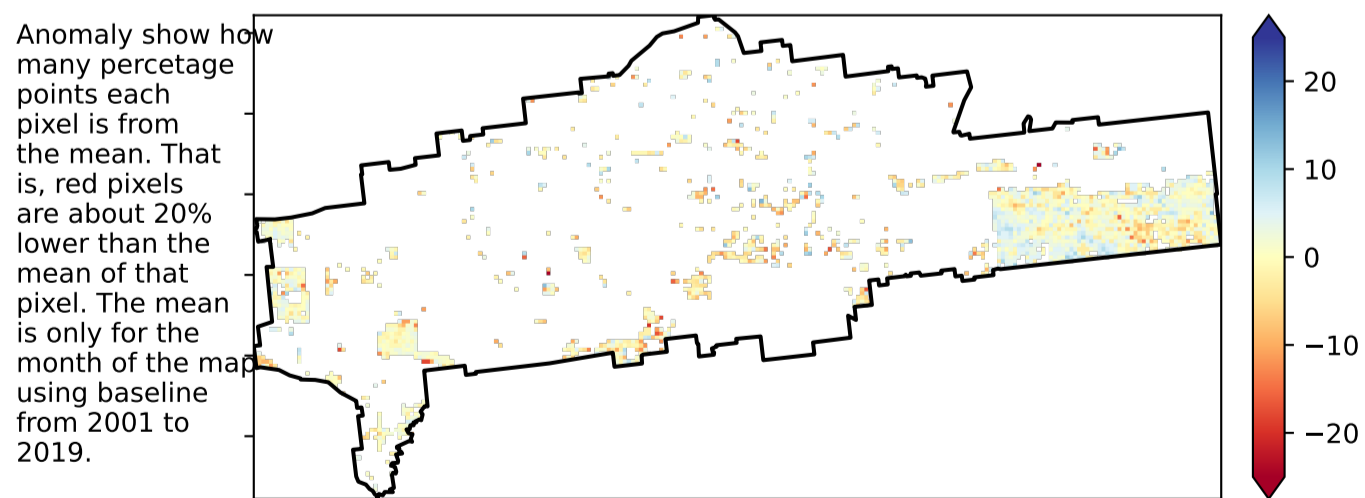 Anomaly show how
many percetage
points each
pixel is from
the mean. That
is, red pixels
are about 20%
lower than the
mean of that
pixel. The mean
is only for the
month of the map
using baseline
from 2001 to
2019.
20
10
0
−10
−20